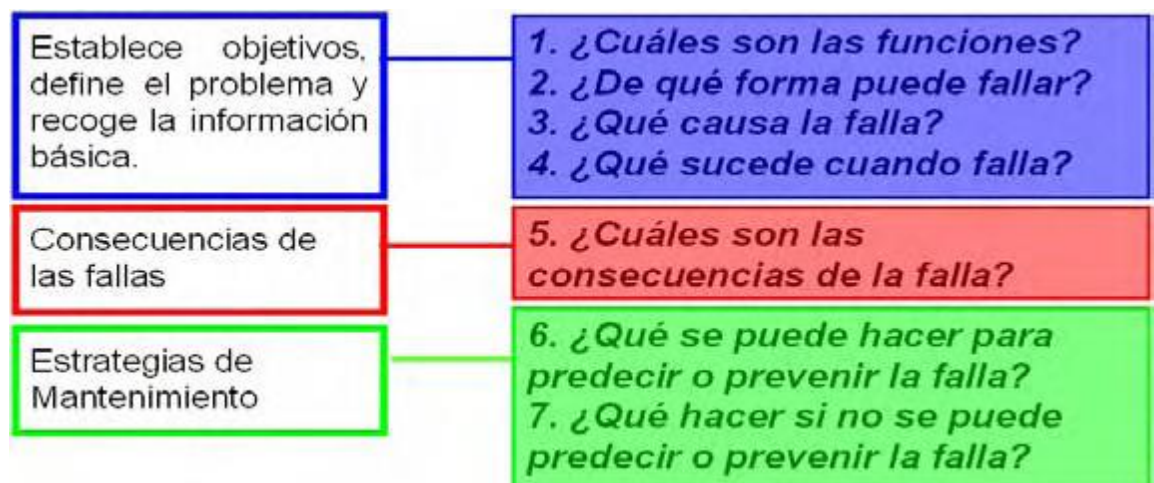 Establece objetivos,
define el problema y
recoge la información
básica.
1. ¿Cuáles son las funciones?
2. ¿De qué forma puede fallar?
3. ¿Qué causa la falla?
4. ¿Qué sucede cuando falla?
Consecuencias de
las fallas
5. ¿Cuáles son las
consecuencias de la falla?
Estrategias de
Mantenimiento
6. ¿Qué se puede hacer para
predecir o prevenir la falla?
7. ¿Qué hacer si no se puede
predecir o prevenir la falla?